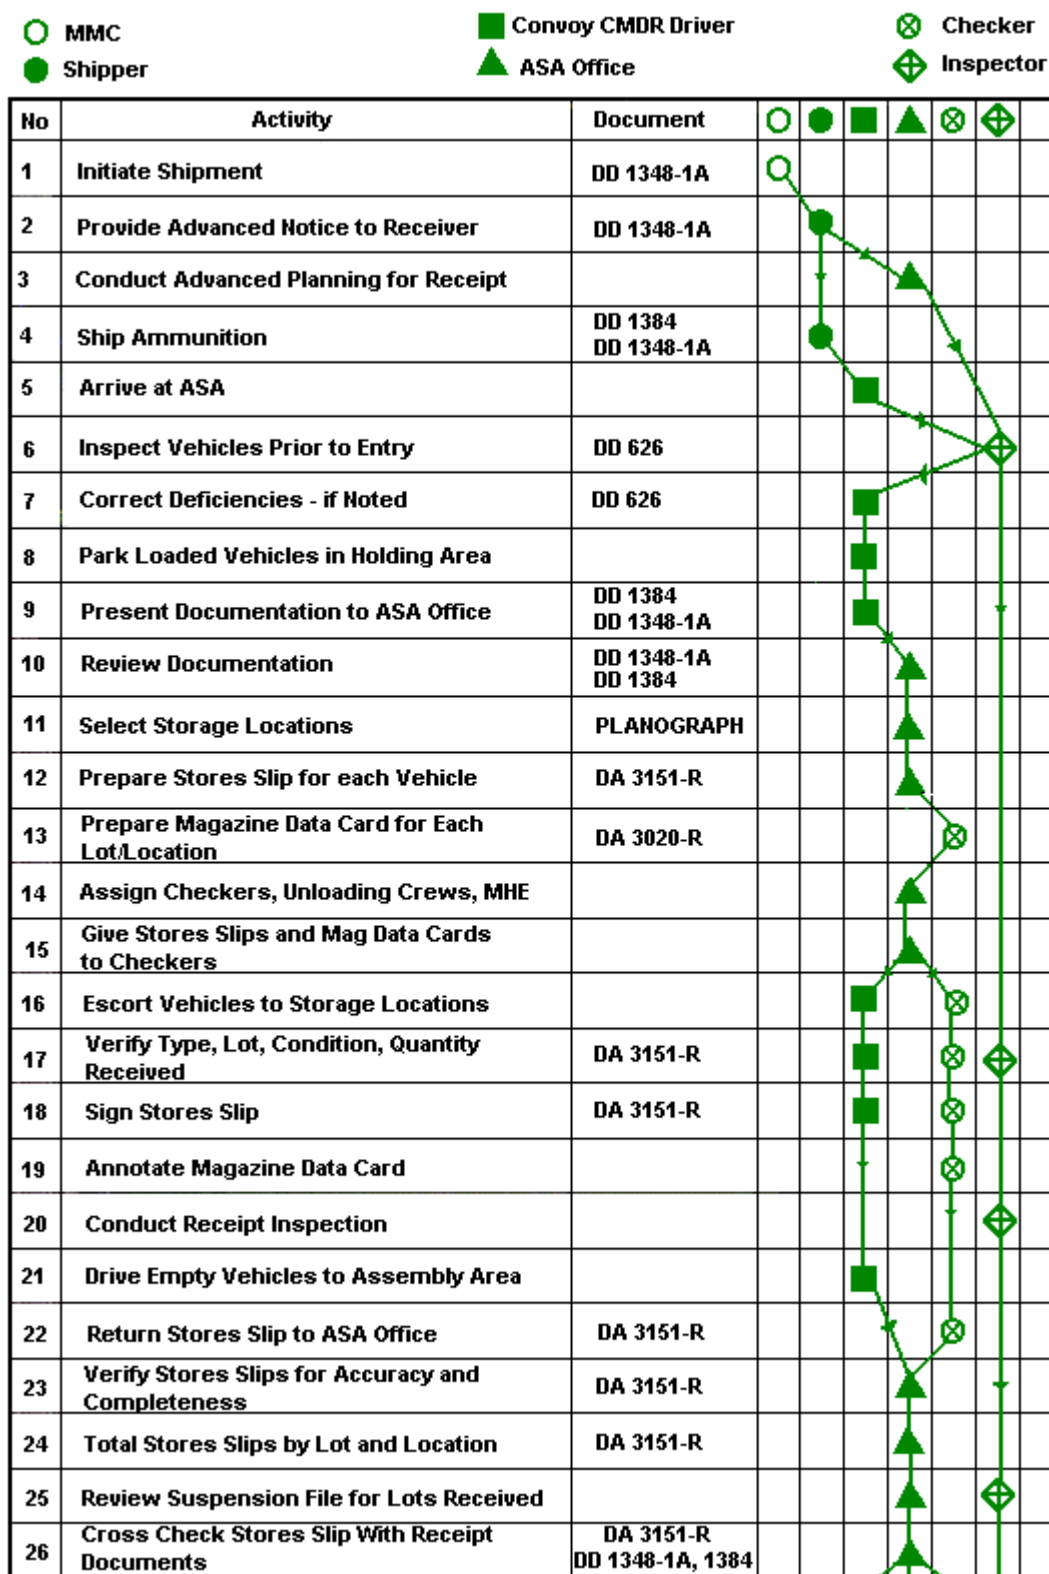 MMC
Convoy CMDR Driver
Checker
Shipper
ASA Office
Inspector
No Activity Document
1 Initiate Shipment DD 1348-1A
2 Provide Advanced Notice to Receiver DD 1348-1A
3 Conduct Advanced Planning for Receipt
4 Ship Ammunition DD 1384
DD 1348-1A
5 Arrive at ASA
6 Inspect Vehicles Prior to Entry DD 626
7 Correct Deficiencies - if Noted DD 626
8 Park Loaded Vehicles in Holding Area
9 Present Documentation to ASA Office DD 1384
DD 1348-1A
10 Review Documentation DD 1348-1A
DD 1384
11 Select Storage Locations PLANOGRAPH
12 Prepare Stores Slip for each Vehicle DA 3151-R
13 Prepare Magazine Data Card for Each
Lot/Location DA 3020-R
14 Assign Checkers, Unloading Crews, MHE
15 Give Stores Slips and Mag Data Cards
to Checkers
16 Escort Vehicles to Storage Locations
17 Verify Type, Lot, Condition, Quantity
Received DA 3151-R
18 Sign Stores Slip DA 3151-R
19 Annotate Magazine Data Card
20 Conduct Receipt Inspection
21 Drive Empty Vehicles to Assembly Area
22 Return Stores Slip to ASA Office DA 3151-R
23 Verify Stores Slips for Accuracy and
Completeness DA 3151-R
24 Total Stores Slips by Lot and Location DA 3151-R
25 Review Suspension File for Lots Received
26 Cross Check Stores Slip With Receipt
Documents DA 3151-R
DD 1348-1A, 1384